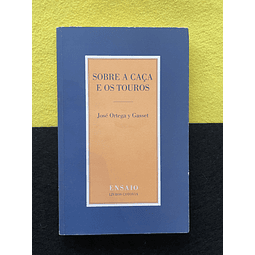 SOBRE A CAÇA
E OS TOUROS
José Ortega y Gasset
ENSAIO